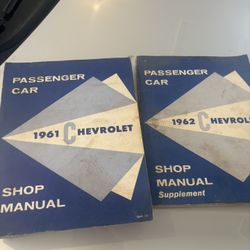 PASSENGER
CAR
1961 CHEVROLET
SHOP
MANUAL
PASSENGER
CAR
1962 CHEVROLET
SHOP
MANUAL
Supplement